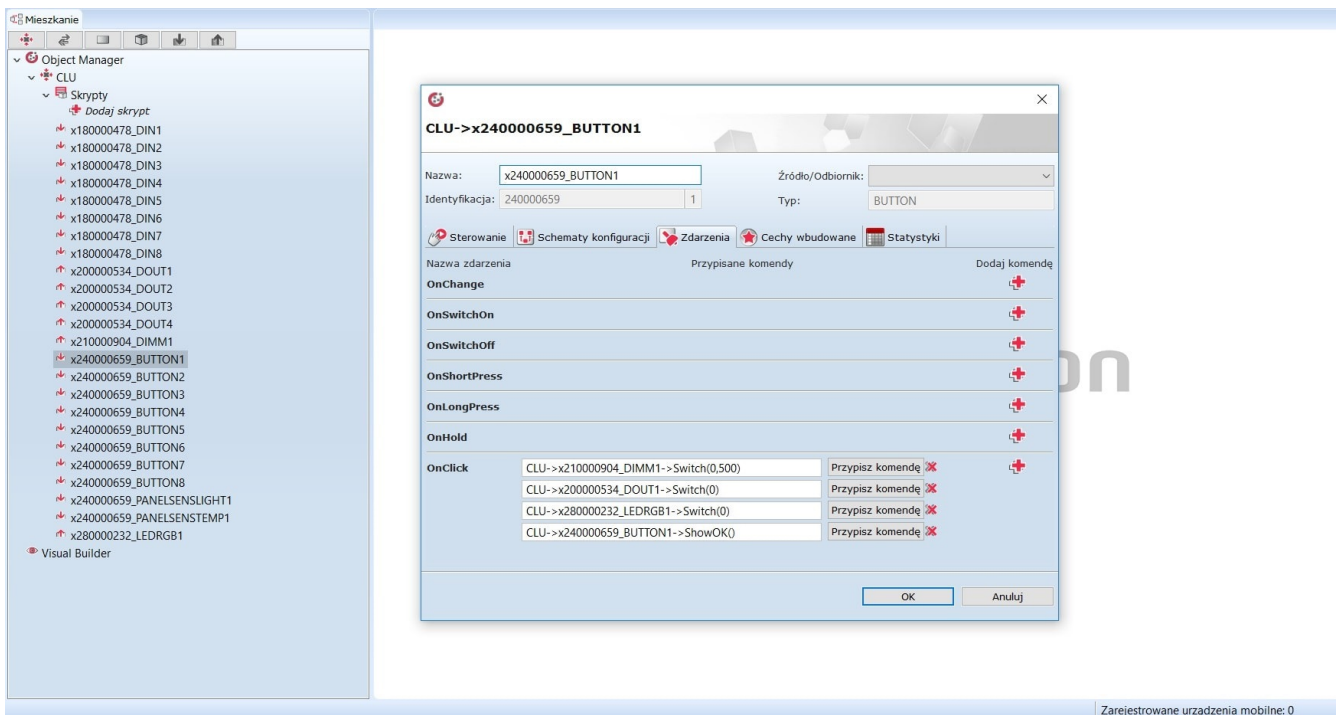 Mieszkanie
Object Manager
CLU
Skrypty
Dodaj skrypt
x180000478_DIN1
x180000478_DIN2
x180000478_DIN3
x180000478_DIN4
x180000478_DIN5
x180000478_DIN6
x180000478_DIN7
x180000478_DIN8
x200000534_DOUT1
x200000534_DOUT2
x200000534_DOUT3
x200000534_DOUT4
x210000904_DIMM1
x240000659_BUTTON1
x240000659_BUTTON2
x240000659_BUTTON3
x240000659_BUTTON4
x240000659_BUTTON5
x240000659_BUTTON6
x240000659_BUTTON7
x240000659_BUTTON8
x240000659_PANELSENSLIGHT1
x240000659_PANELSENSTEMP1
x280000232_LEDRGB1
Visual Builder
CLU->x240000659_BUTTON1
Nazwa: x240000659_BUTTON1 Źródło/Odbiornik:
Identyfikacja: 240000659 1 Typ: BUTTON
Sterowanie Schematy konfiguracji Zdarzenia Cechy wbudowane Statystyki
Nazwa zdarzenia Przypisane komendy Dodaj komendę
OnChange
OnSwitchOn
OnSwitchOff
OnShortPress
OnLongPress
OnHold
OnClick CLU->x210000904_DIMM1->Switch(0,500) Przypisz komendę
CLU->x200000534_DOUT1->Switch(0) Przypisz komendę
CLU->x280000232_LEDRGB1->Switch(0) Przypisz komendę
CLU->x240000659_BUTTON1->ShowOK() Przypisz komendę
OK Anuluj
on
Zarejestrowane urządzenia mobilne: 0